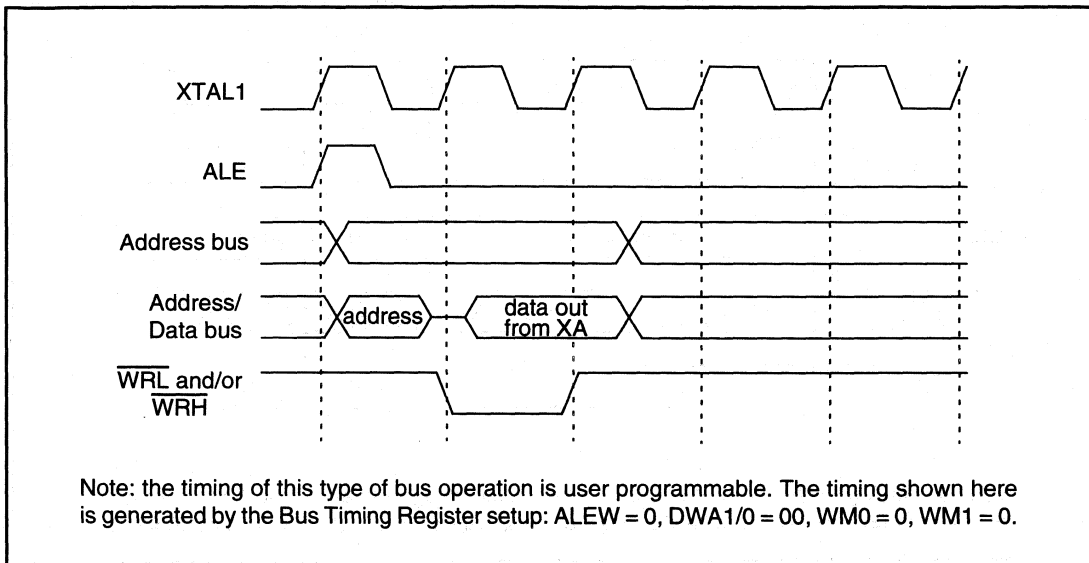 XTAL1
ALE
Address bus
Address/
Data bus
address
data out
from XA
WRL and/or
WRH
Note: the timing of this type of bus operation is user programmable. The timing shown here
is generated by the Bus Timing Register setup: ALEW = 0, DWA1/0 = 00, WM0 = 0, WM1 = 0.